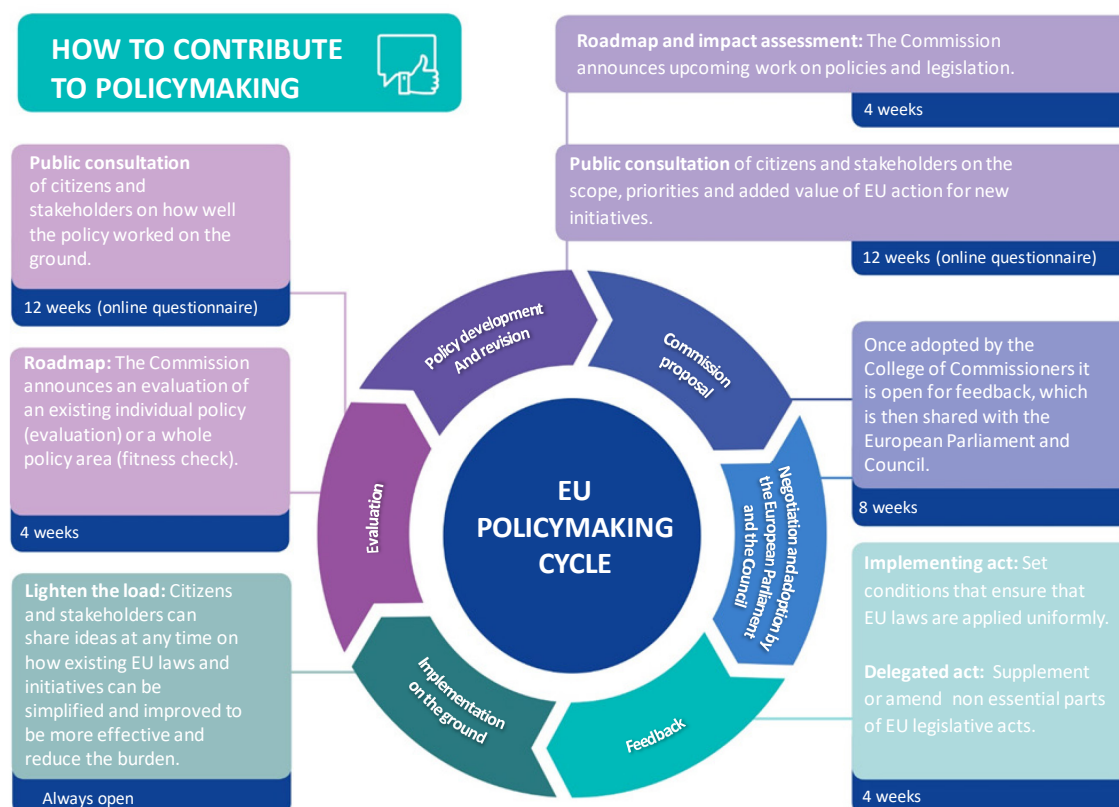 HOW TO CONTRIBUTE
TO POLICYMAKING
Roadmap and impact assessment: The Commission
announces upcoming work on policies and legislation.
4 weeks
Public consultation of citizens and stakeholders on the
scope, priorities and added value of EU action for new
initiatives.
12 weeks (online questionnaire)
Public consultation
of citizens and
stakeholders on how well
the policy worked on the
ground.
12 weeks (online questionnaire)
Roadmap: The Commission
announces an evaluation of
an existing individual policy
(evaluation) or a whole
policy area (fitness check).
4 weeks
Lighten the load: Citizens
and stakeholders can
share ideas at any time on
how existing EU laws and
initiatives can be
simplified and improved to
be more effective and
reduce the burden.
Always open
Policy development
And revision
Commission
proposal
Negotiation and adoption by
the European Parliament
and the Council
Feedback
Implementation
on the ground
Evaluation
EU
POLICYMAKING
CYCLE
Once adopted by the
College of Commissioners it
is open for feedback, which
is then shared with the
European Parliament and
Council.
8 weeks
Implementing act: Set
conditions that ensure that
EU laws are applied uniformly.
Delegated act: Supplement
or amend non essential parts
of EU legislative acts.
4 weeks